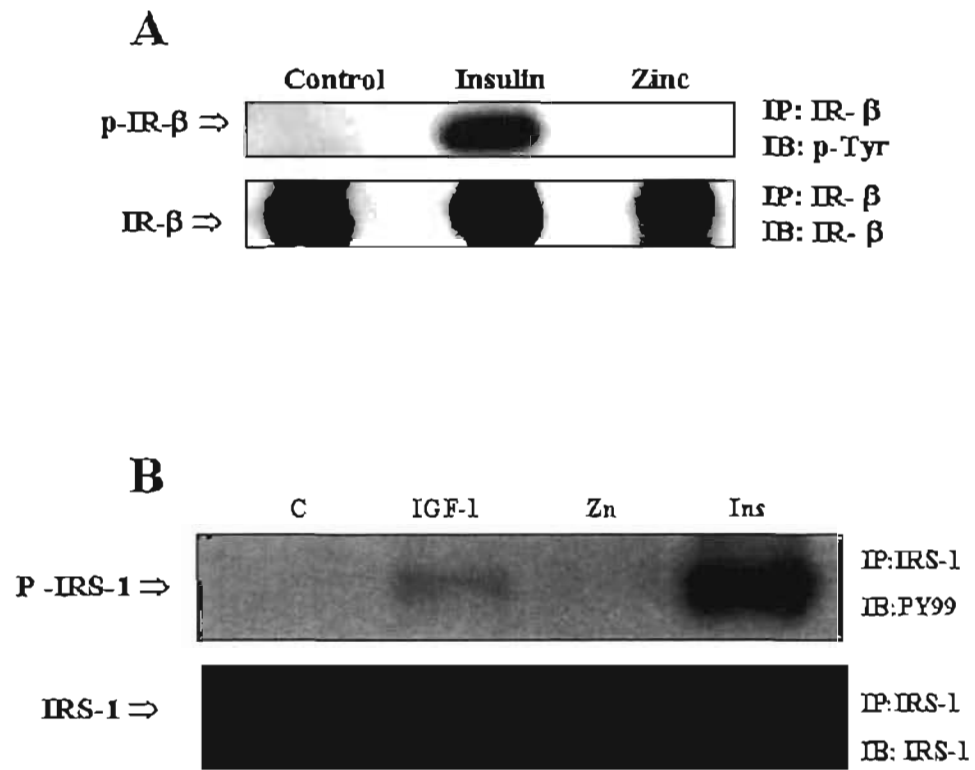 A
Control Insulin Zinc
p-IR-β ⇒
IP: IR- β
IB: p-Tyr
IR-β ⇒
IP: IR- β
IB: IR- β
B
C IGF-1 Zn Ins
P -IRS-1 ⇒
IP:IRS-1
IB:PY99
IRS-1 ⇒
IP:IRS-1
IB: IRS-1